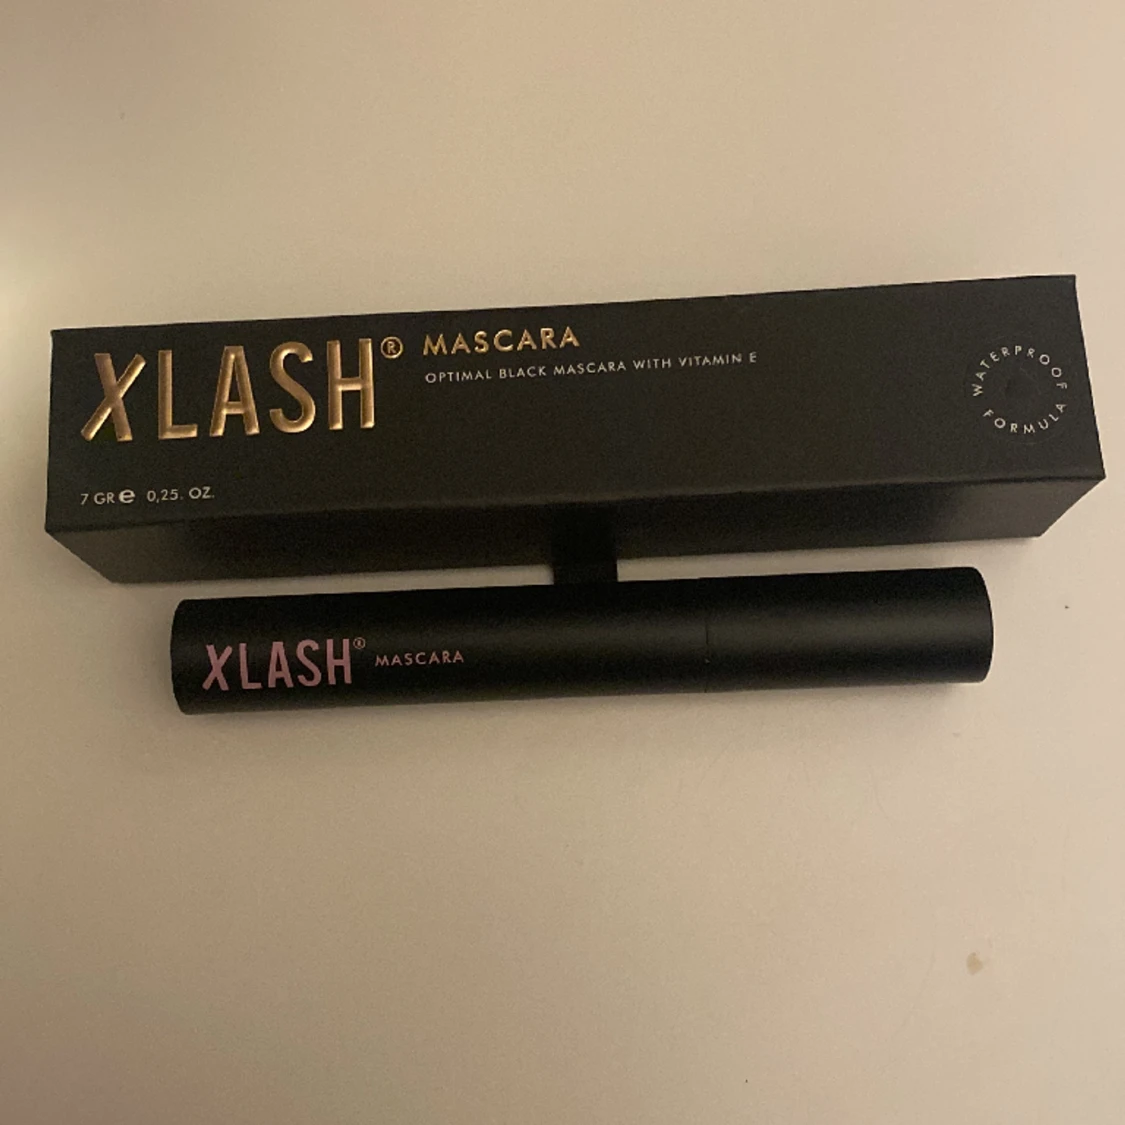 XLASH® MASCARA
OPTIMAL BLACK MASCARA WITH VITAMIN E
WATERPROOF FORMULA
7 GR ℮ 0,25. OZ.
XLASH® MASCARA